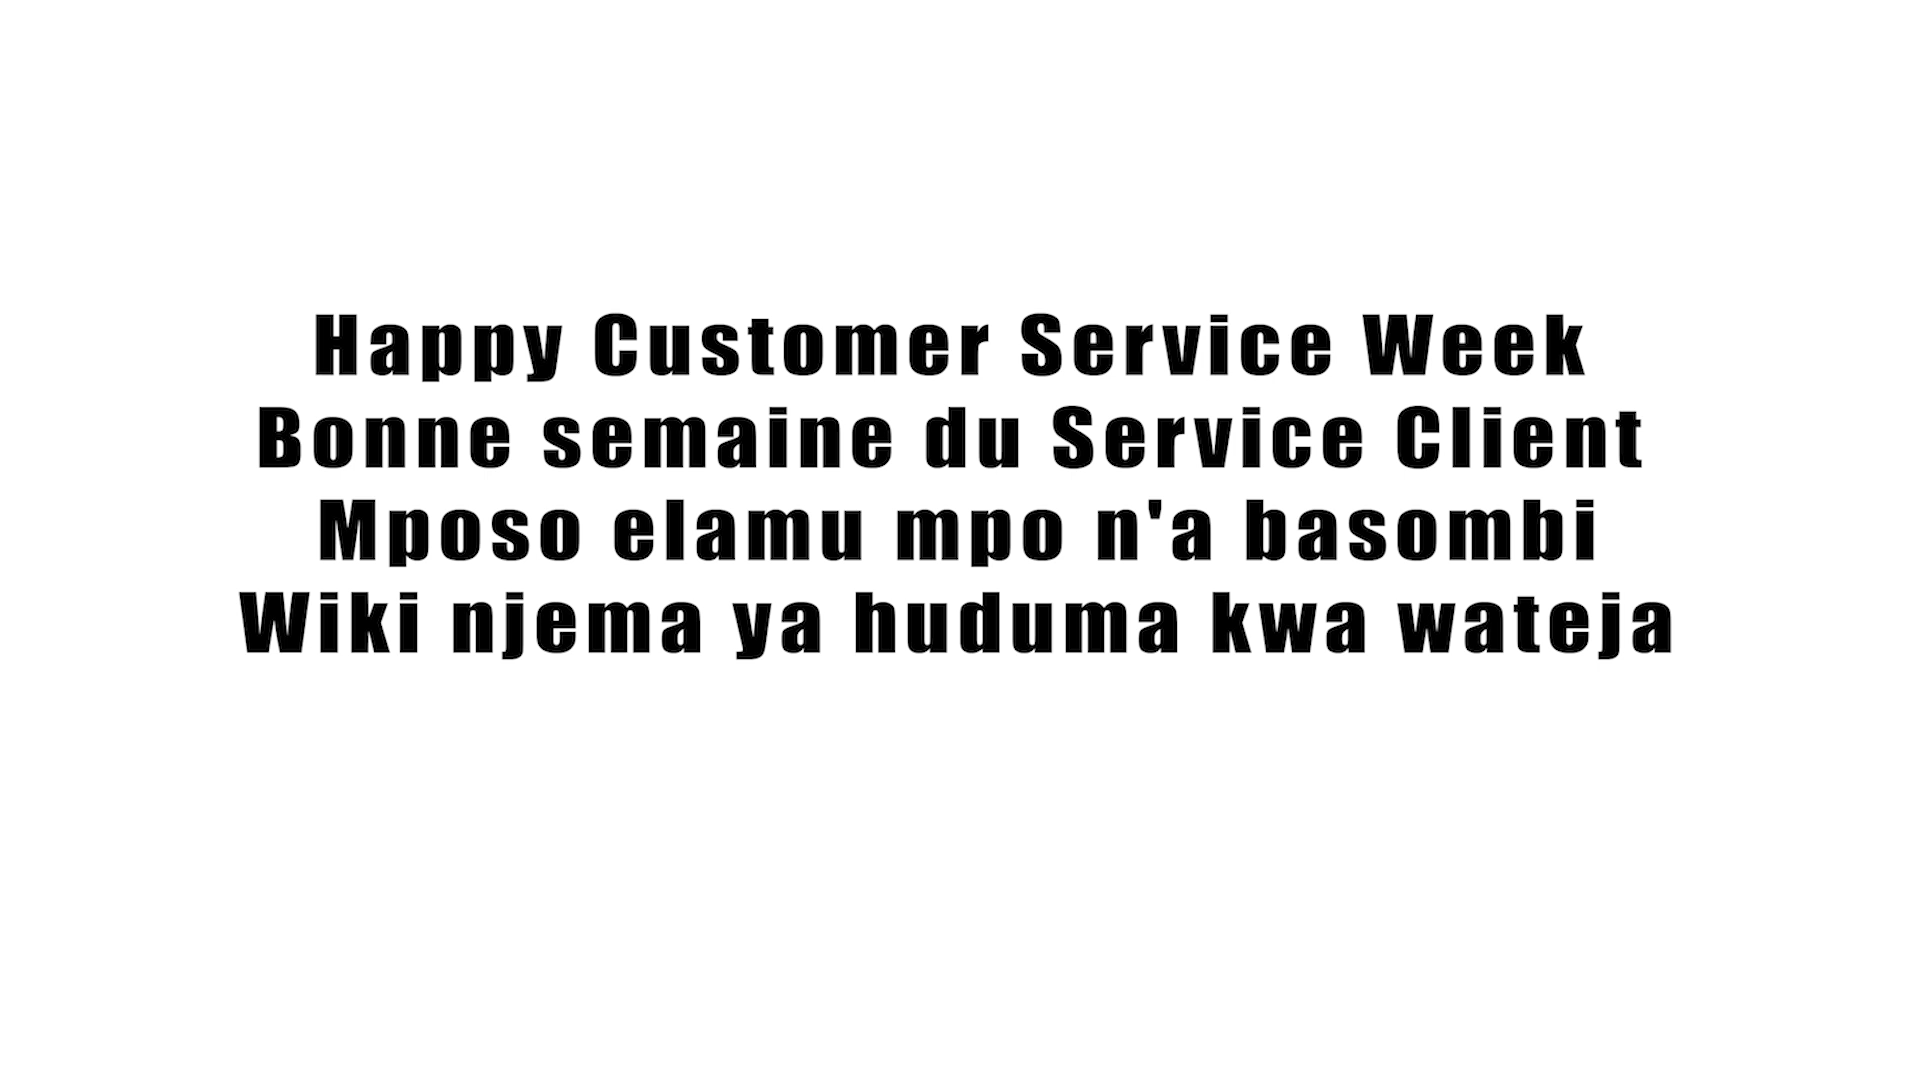 Happy Customer Service Week
Bonne semaine du Service Client
Mposo elamu mpo n'a basombi
Wiki njema ya huduma kwa wateja